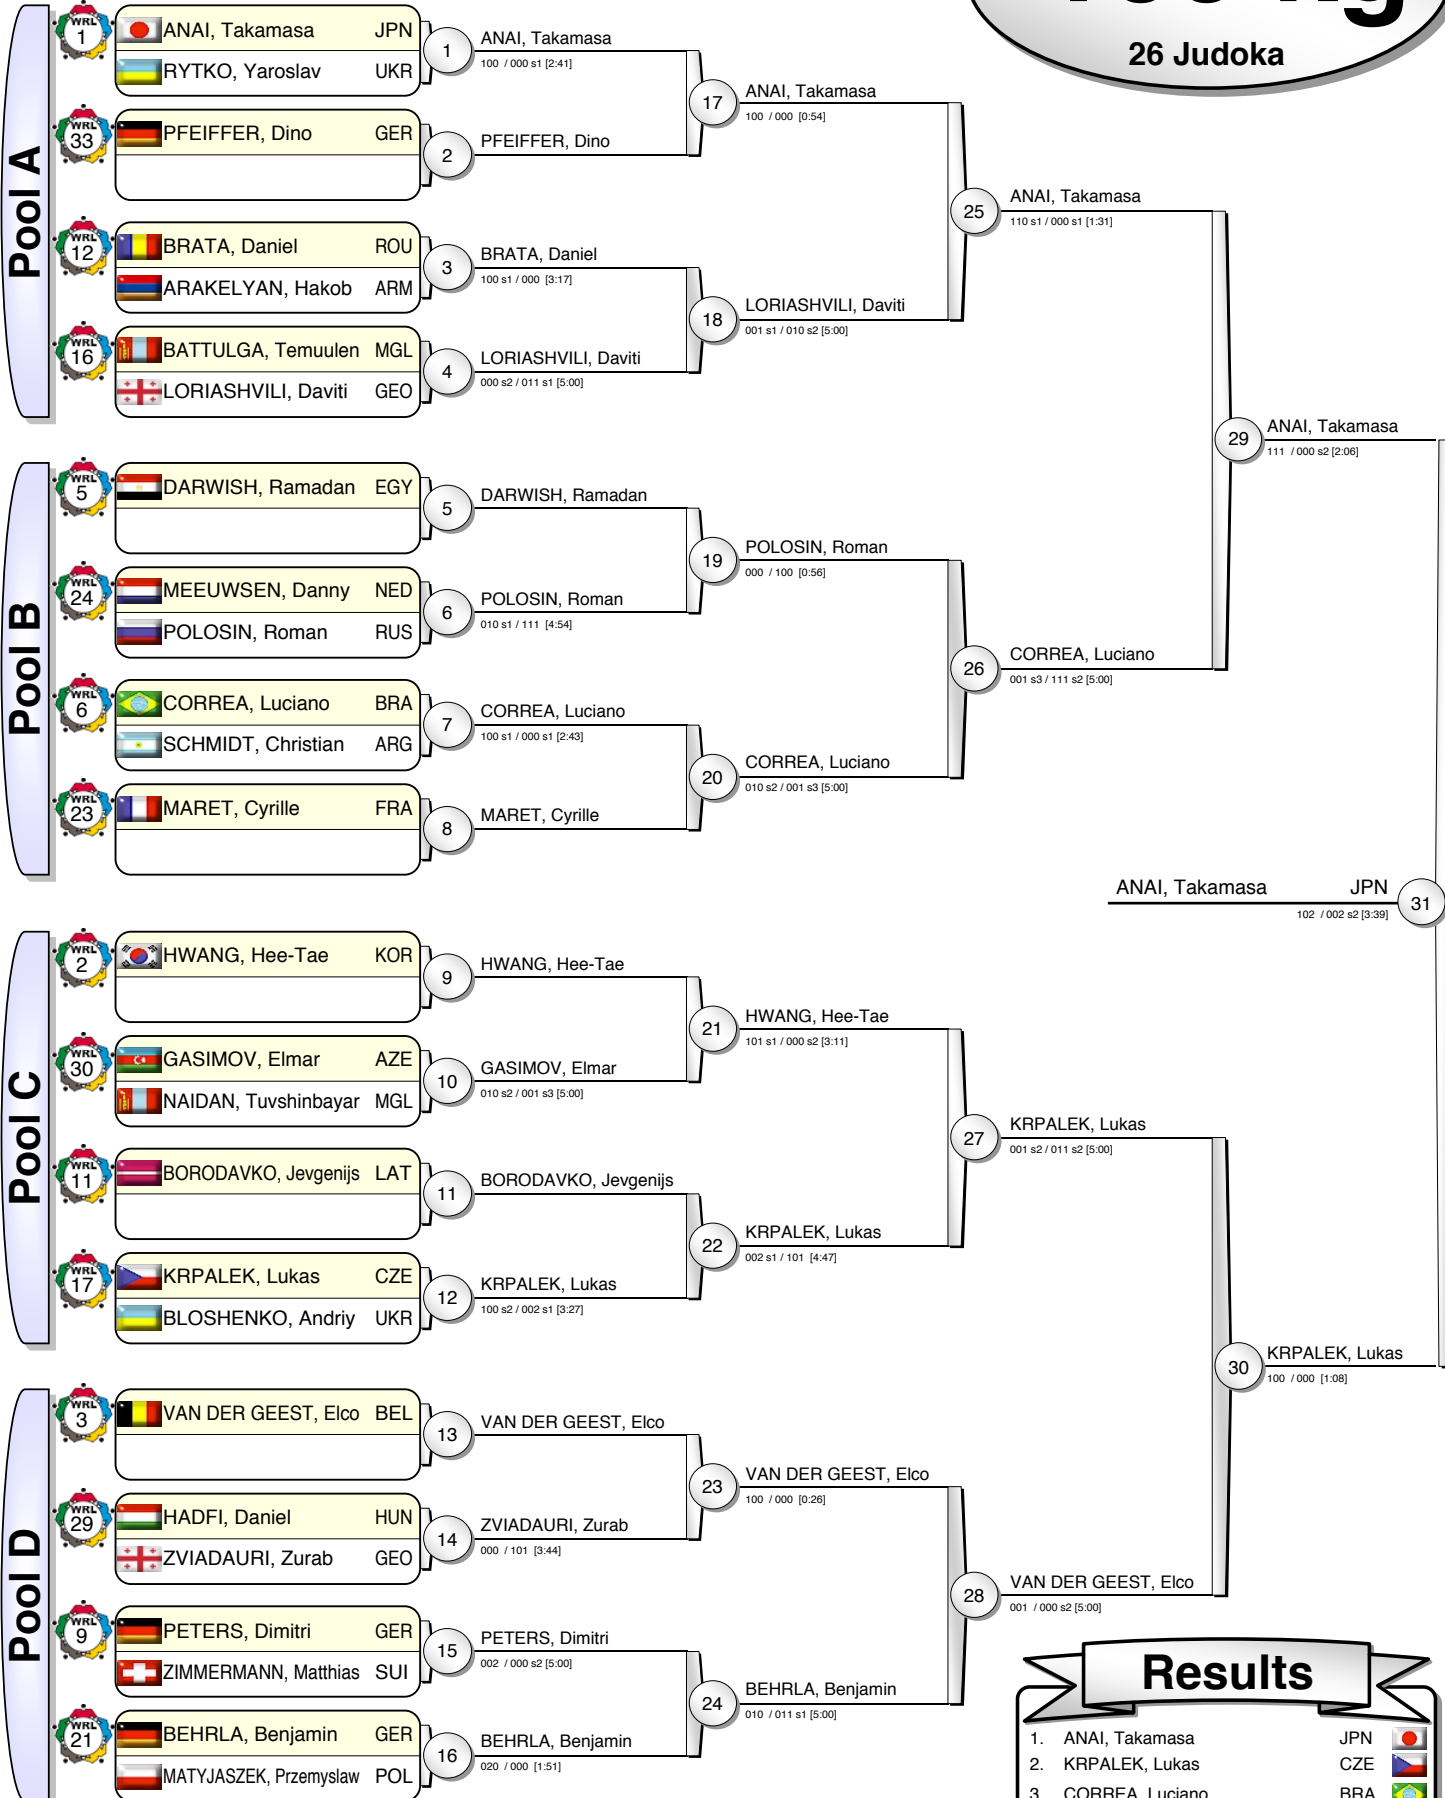 26 Judoka
Pool A
WRL 1
ANAI, Takamasa JPN
RYTKO, Yaroslav UKR
1
ANAI, Takamasa
100 / 000 s1 [2:41]
WRL 33
PFEIFFER, Dino GER
2
PFEIFFER, Dino
17
ANAI, Takamasa
100 / 000 [0:54]
WRL 12
BRATA, Daniel ROU
ARAKELYAN, Hakob ARM
3
BRATA, Daniel
100 s1 / 000 [3:17]
WRL 16
BATTULGA, Temuulen MGL
LORIASHVILI, Daviti GEO
4
LORIASHVILI, Daviti
000 s2 / 011 s1 [5:00]
18
LORIASHVILI, Daviti
001 s1 / 010 s2 [5:00]
25
ANAI, Takamasa
110 s1 / 000 s1 [1:31]
Pool B
WRL 5
DARWISH, Ramadan EGY
5
DARWISH, Ramadan
WRL 24
MEEUWSEN, Danny NED
POLOSIN, Roman RUS
6
POLOSIN, Roman
010 s1 / 111 [4:54]
19
POLOSIN, Roman
000 / 100 [0:56]
WRL 6
CORREA, Luciano BRA
SCHMIDT, Christian ARG
7
CORREA, Luciano
100 s1 / 000 s1 [2:43]
WRL 23
MARET, Cyrille FRA
8
MARET, Cyrille
20
CORREA, Luciano
010 s2 / 001 s3 [5:00]
26
CORREA, Luciano
001 s3 / 111 s2 [5:00]
29
ANAI, Takamasa
111 / 000 s2 [2:06]
ANAI, Takamasa JPN
102 / 002 s2 [3:39]
31
Pool C
WRL 2
HWANG, Hee-Tae KOR
9
HWANG, Hee-Tae
WRL 30
GASIMOV, Elmar AZE
NAIDAN, Tuvshinbayar MGL
10
GASIMOV, Elmar
010 s2 / 001 s3 [5:00]
21
HWANG, Hee-Tae
101 s1 / 000 s2 [3:11]
WRL 11
BORODAVKO, Jevgenijs LAT
11
BORODAVKO, Jevgenijs
WRL 17
KRPALEK, Lukas CZE
BLOSHENKO, Andriy UKR
12
KRPALEK, Lukas
100 s2 / 002 s1 [3:27]
22
KRPALEK, Lukas
002 s1 / 101 [4:47]
27
KRPALEK, Lukas
001 s2 / 011 s2 [5:00]
Pool D
WRL 3
VAN DER GEEST, Elco BEL
13
VAN DER GEEST, Elco
WRL 29
HADFI, Daniel HUN
ZVIADAURI, Zurab GEO
14
ZVIADAURI, Zurab
000 / 101 [3:44]
23
VAN DER GEEST, Elco
100 / 000 [0:26]
WRL 9
PETERS, Dimitri GER
ZIMMERMANN, Matthias SUI
15
PETERS, Dimitri
002 / 000 s2 [5:00]
WRL 21
BEHRLA, Benjamin GER
MATYJASZEK, Przemyslaw POL
16
BEHRLA, Benjamin
020 / 000 [1:51]
24
BEHRLA, Benjamin
010 / 011 s1 [5:00]
28
VAN DER GEEST, Elco
001 / 000 s2 [5:00]
30
KRPALEK, Lukas
100 / 000 [1:08]
Results
1. ANAI, Takamasa JPN
2. KRPALEK, Lukas CZE
3. CORREA, Luciano BRA